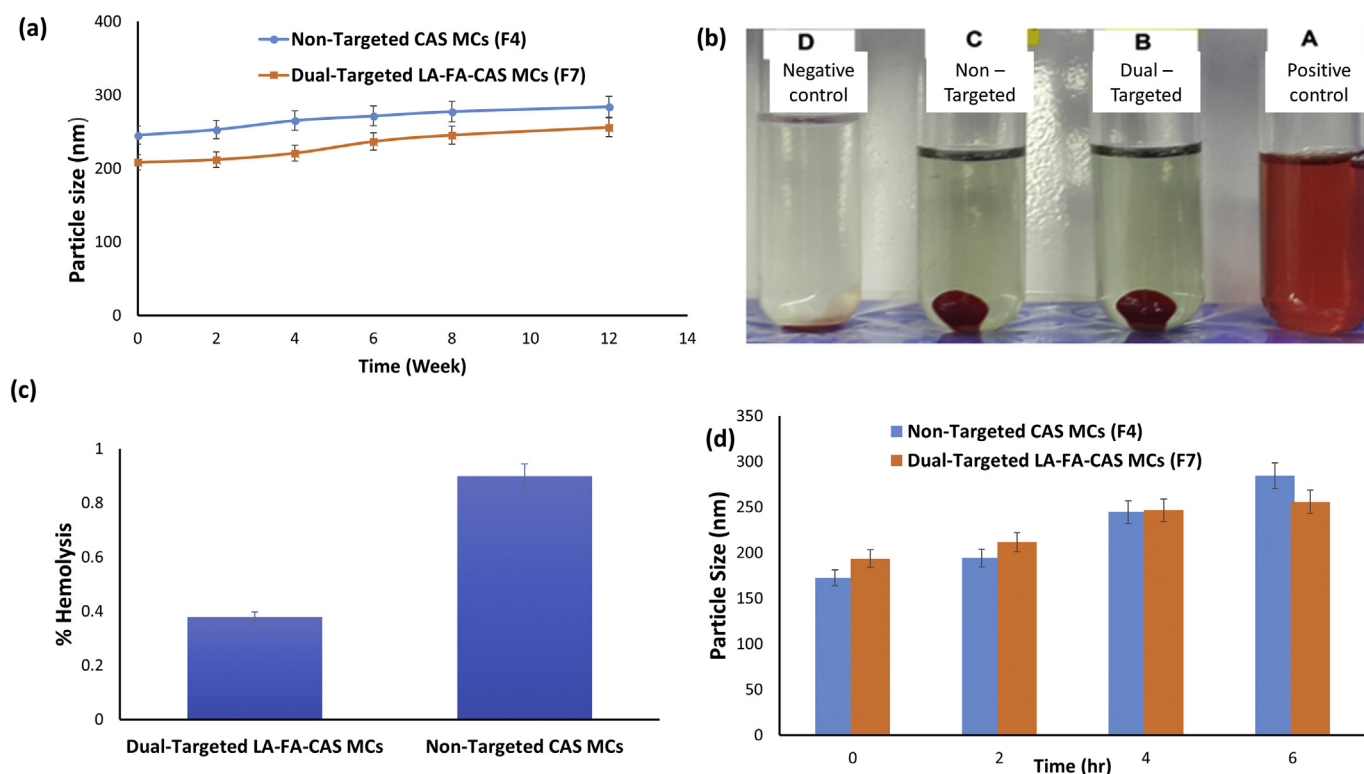 (a)
400
300
200
100
0
Particle size (nm)
Non-Targeted CAS MCs (F4)
Dual-Targeted LA-FA-CAS MCs (F7)
0 2 4 6 8 10 12 14
Time (Week)
(b)
D C B A
Negative control
Non – Targeted
Dual – Targeted
Positive control
(c)
1
0.8
0.6
0.4
0.2
0
% Hemolysis
Dual-Targeted LA-FA-CAS MCs Non-Targeted CAS MCs
(d)
350
300
250
200
150
100
50
0
Particle Size (nm)
Non-Targeted CAS MCs (F4)
Dual-Targeted LA-FA-CAS MCs (F7)
0 2 4 6
Time (hr)